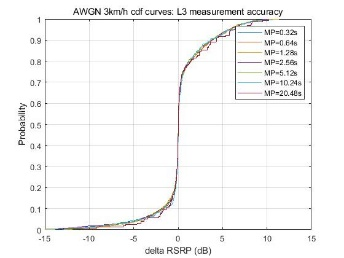 AWGN 3km/h cdf curves: L3 measurement accuracy
1
0.9
0.8
0.7
0.6
0.5
0.4
0.3
0.2
0.1
0
Probability
MP=0.32s
MP=0.64s
MP=1.28s
MP=2.56s
MP=5.12s
MP=10.24s
MP=20.48s
-15 -10 -5 0 5 10 15
delta RSRP (dB)